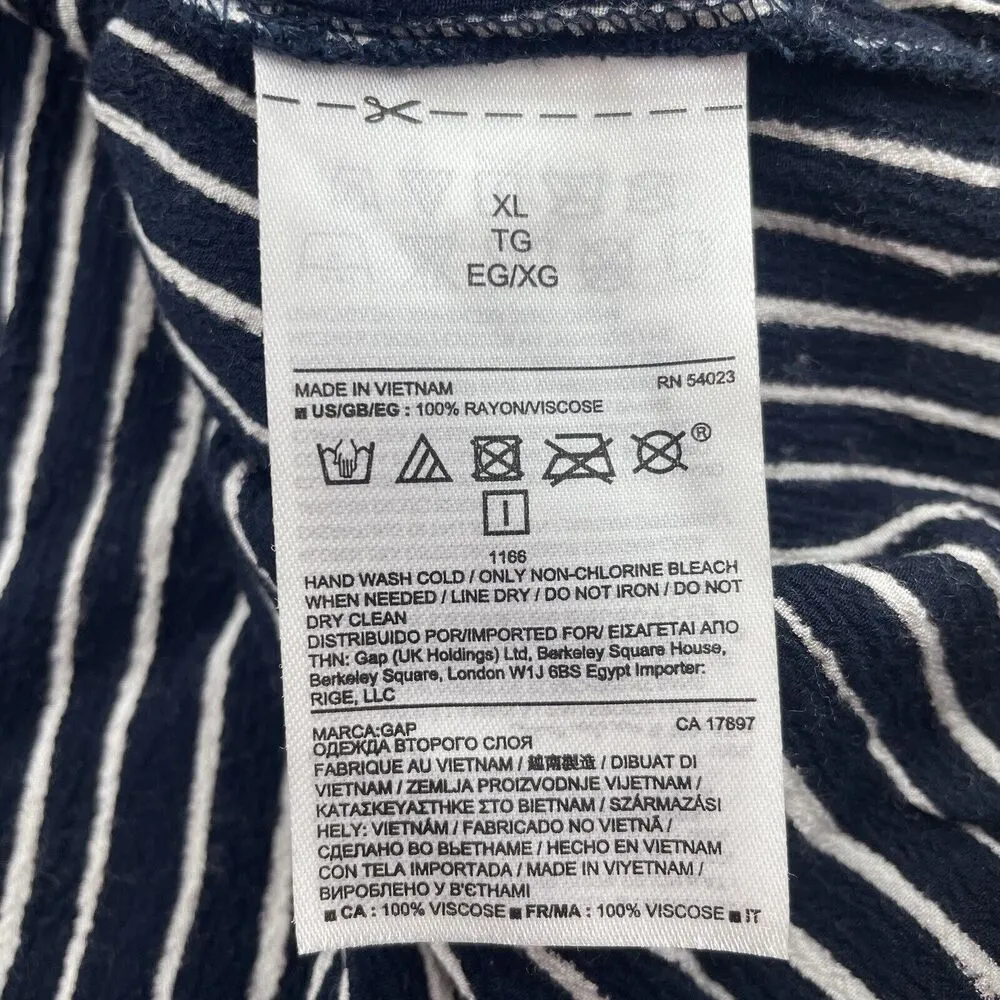 XL
TG
EG/XG
MADE IN VIETNAM RN 54023
US/GB/EG : 100% RAYON/VISCOSE
®
1166
HAND WASH COLD / ONLY NON-CHLORINE BLEACH
WHEN NEEDED / LINE DRY / DO NOT IRON / DO NOT
DRY CLEAN
DISTRIBUIDO POR/IMPORTED FOR/ ΕΙΣΑΓΕΤΑΙ ΑΠΟ
ΤΗΝ: Gap (UK Holdings) Ltd, Berkeley Square House,
Berkeley Square, London W1J 6BS Egypt Importer:
RIGE, LLC
MARCA:GAP CA 17897
ОДЕЖДА ВТОРОГО СЛОЯ
FABRIQUE AU VIETNAM / 越南製造 / DIBUAT DI
VIETNAM / ZEMLJA PROIZVODNJE VIJETNAM /
ΚΑΤΑΣΚΕΥΑΣΤΗΚΕ ΣΤΟ ΒΙΕΤΝΑΜ / SZÁRMAZÁSI
HELY: VIETNÁM / FABRICADO NO VIETNÃ /
СДЕЛАНО ВО ВЬЕТНАМЕ / HECHO EN VIETNAM
CON TELA IMPORTADA / MADE IN VIYETNAM /
ВИРОБЛЕНО У В'ЄТНАМІ
CA : 100% VISCOSE FR/MA : 100% VISCOSE IT